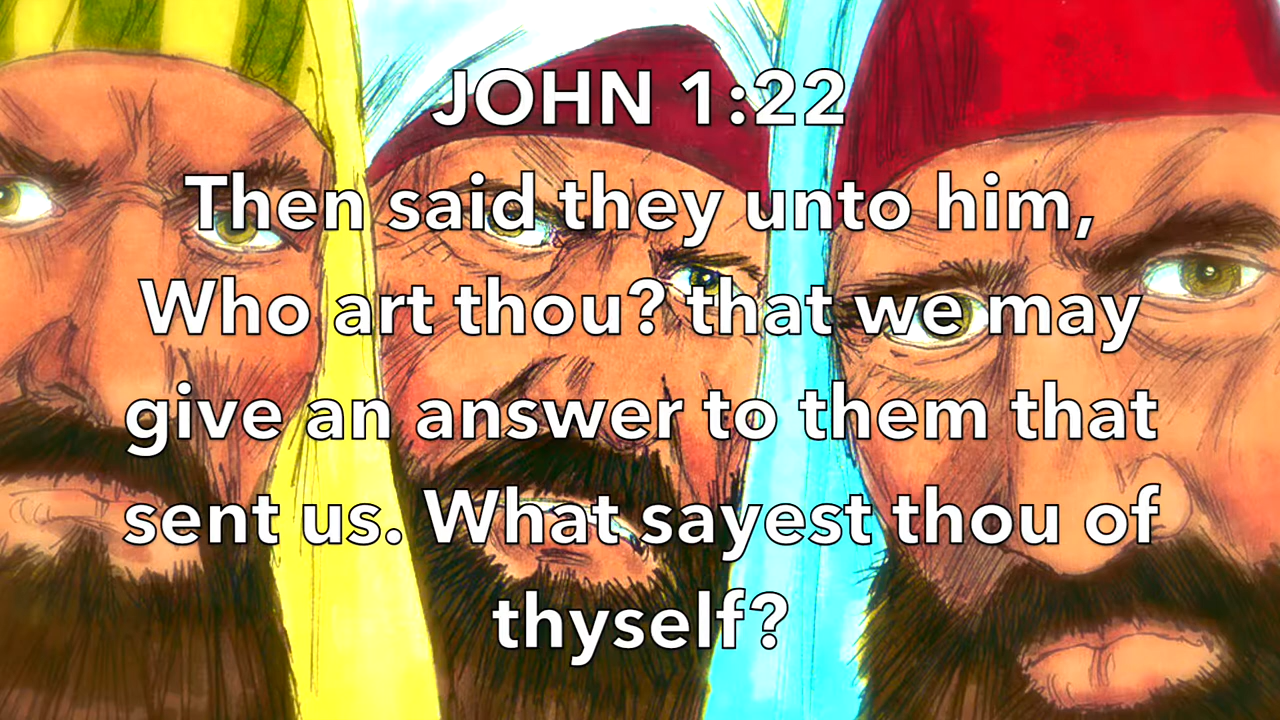 JOHN 1:22
Then said they unto him,
Who art thou? that we may
give an answer to them that
sent us. What sayest thou of
thyself?